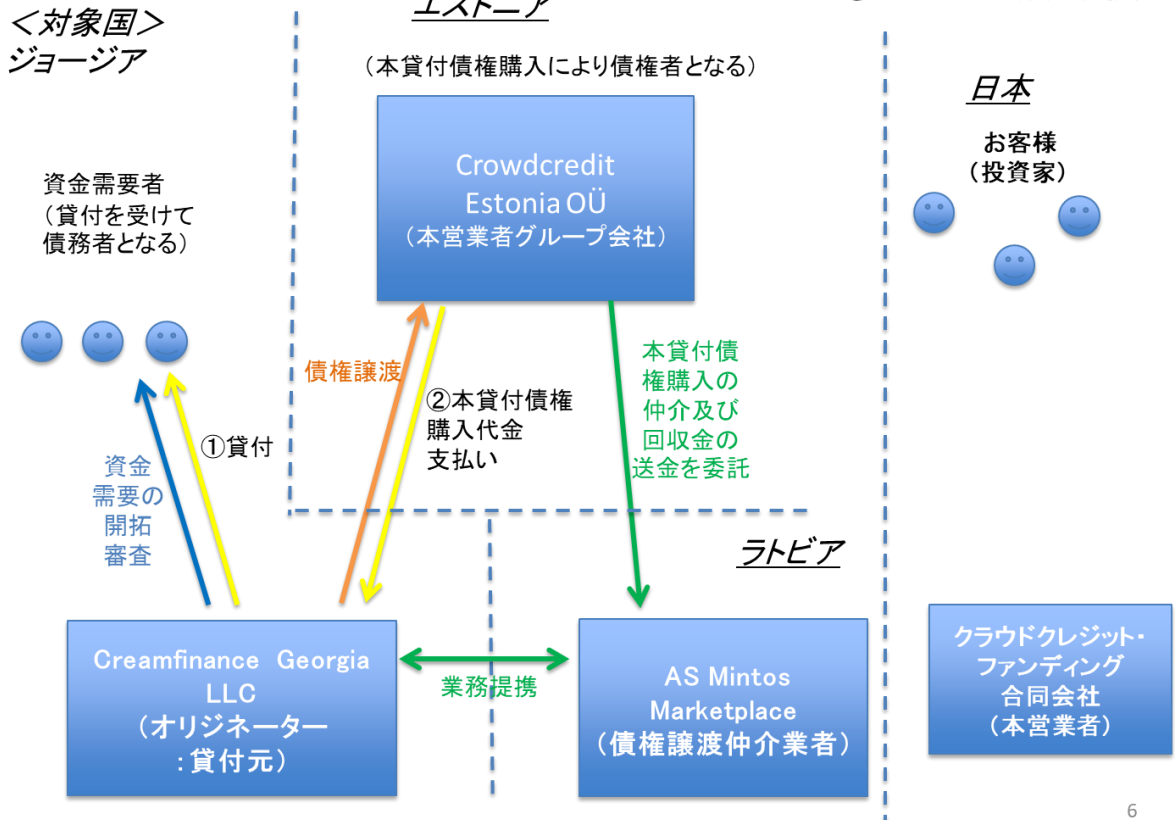 <対象国>
ジョージア
エストニア
(本貸付債権購入により債権者となる)
Crowdcredit
Estonia OÜ
(本営業者グループ会社)
日本
お客様
(投資家)
資金需要者
(貸付を受けて
債務者となる)
債権譲渡
②本貸付債権
購入代金
支払い
本貸付債
権購入の
仲介及び
回収金の
送金を委託
①貸付
資金
需要の
開拓
審査
ラトビア
Creamfinance Georgia
LLC
(オリジネーター
:貸付元)
業務提携
AS Mintos
Marketplace
(債権譲渡仲介業者)
クラウドクレジット・
ファンディング
合同会社
(本営業者)
6